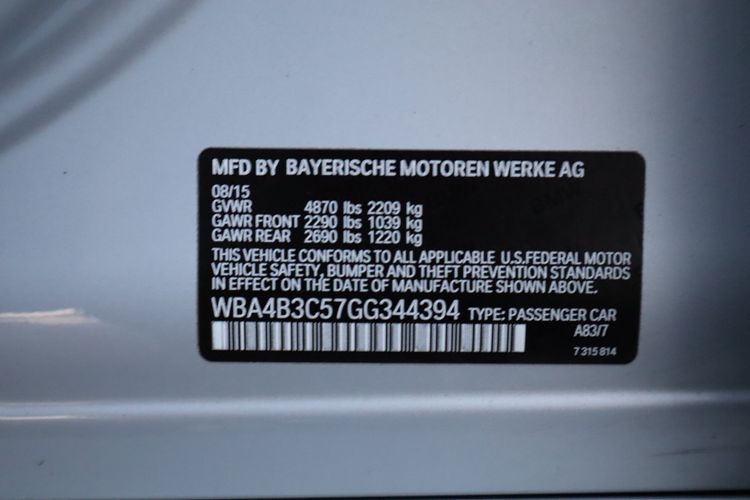 MFD BY BAYERISCHE MOTOREN WERKE AG
08/15
GVWR 4870 lbs 2209 kg
GAWR FRONT 2290 lbs 1039 kg
GAWR REAR 2690 lbs 1220 kg
THIS VEHICLE CONFORMS TO ALL APPLICABLE U.S.FEDERAL MOTOR
VEHICLE SAFETY, BUMPER AND THEFT PREVENTION STANDARDS
IN EFFECT ON THE DATE OF MANUFACTURE SHOWN ABOVE.
WBA4B3C57GG344394 TYPE: PASSENGER CAR
A83/7
7 315 814